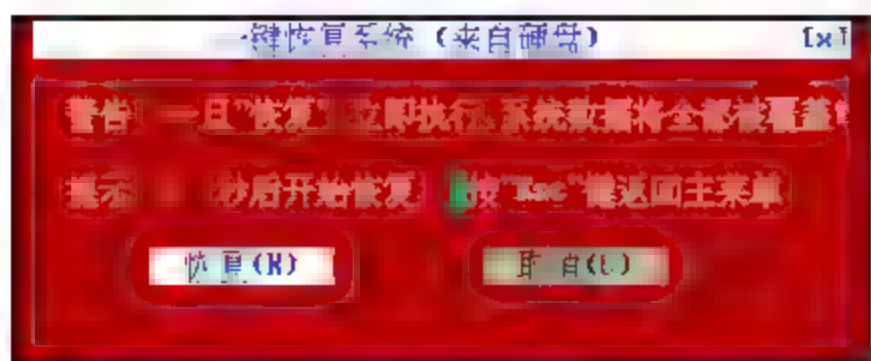 一键恢复系统 (来自硬盘) [x]
警告 一旦"恢复" 立即执行 系统数据将全部被覆盖!
提示 秒后开始恢复 按"Esc"键返回主菜单
恢复(K) 取消(C)